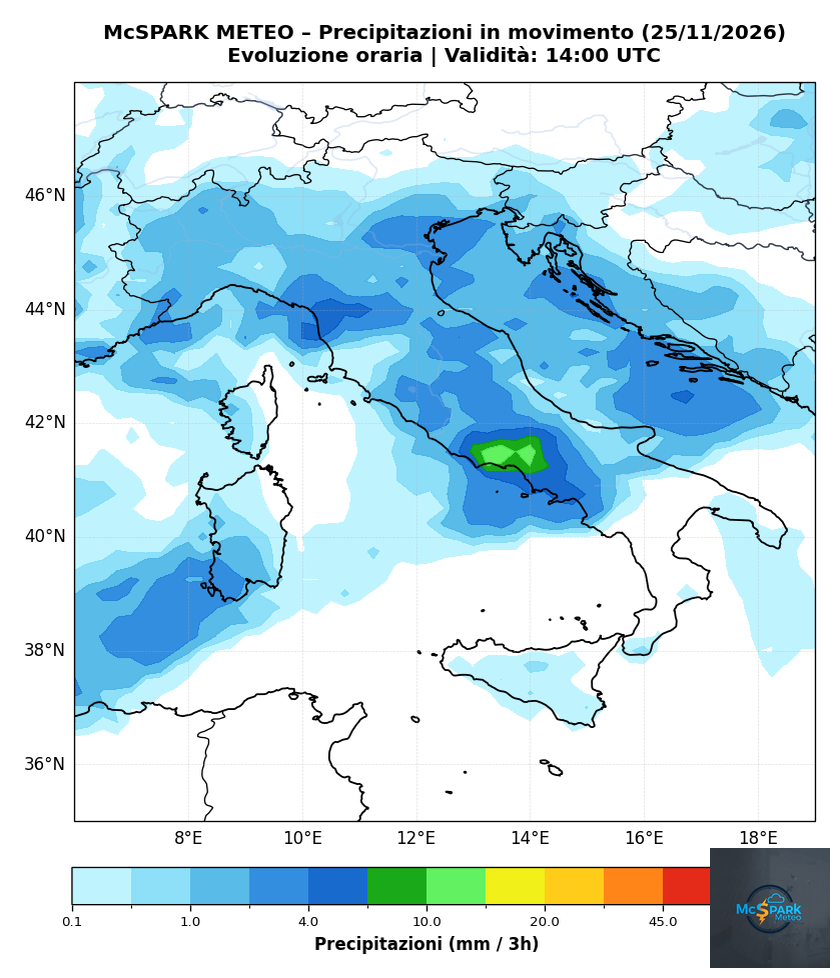 McSPARK METEO – Precipitazioni in movimento (25/11/2026)
Evoluzione oraria | Validità: 14:00 UTC
46°N
44°N
42°N
40°N
38°N
36°N
8°E 10°E 12°E 14°E 16°E 18°E
0.1 1.0 4.0 10.0 20.0 45.0
Precipitazioni (mm / 3h)
McSPARK
Meteo